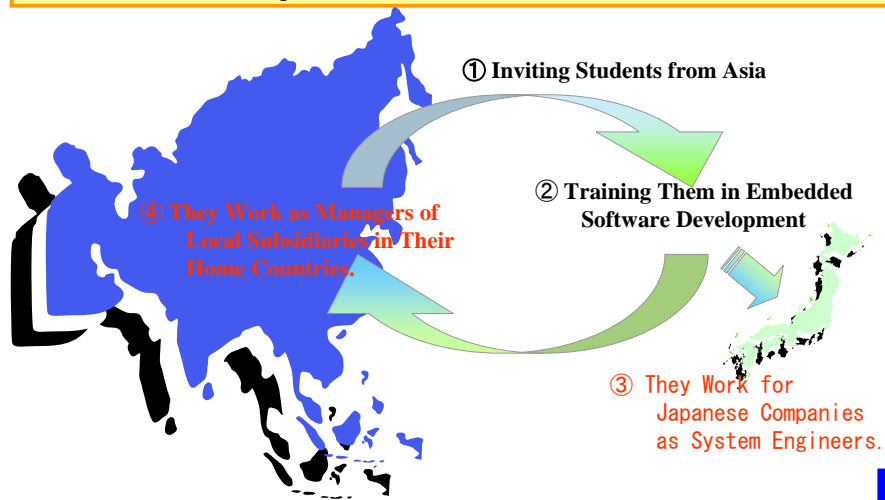 ① Inviting Students from Asia
② Training Them in Embedded
Software Development
③ They Work for
Japanese Companies
as System Engineers.
④ They Work as Managers of
Local Subsidiaries in Their
Home Countries.